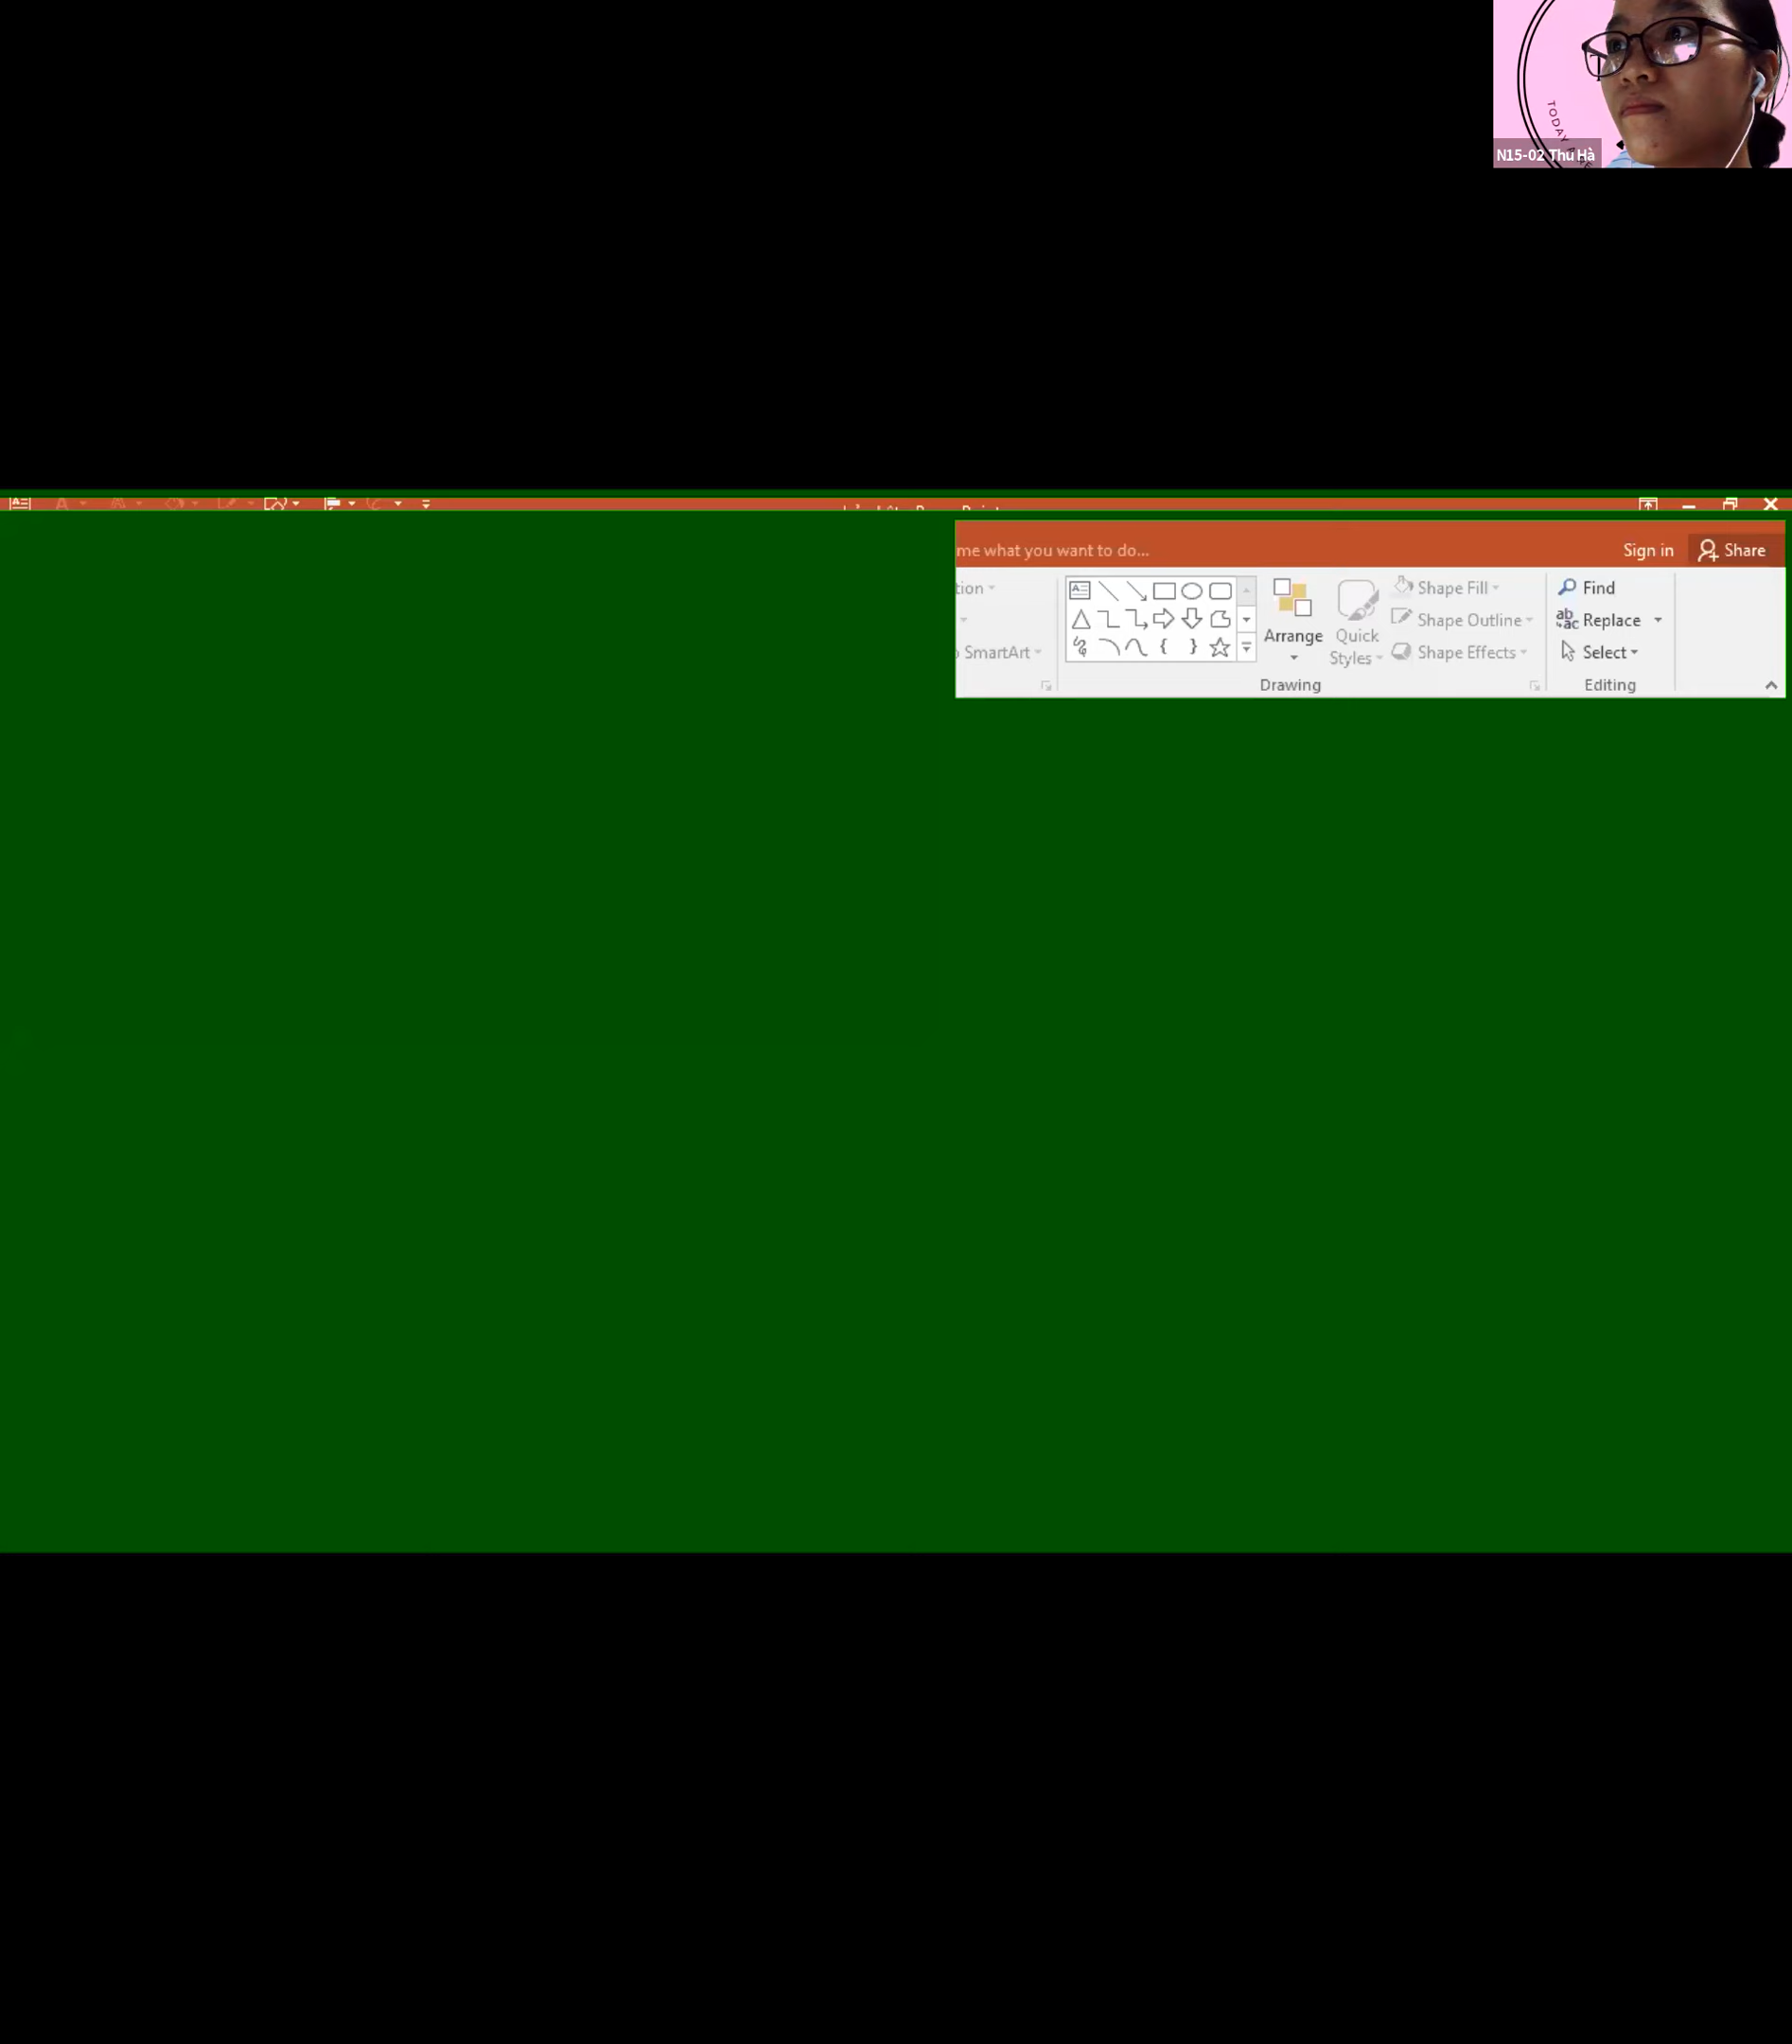 TODAY
N15-02 Thu Hà
me what you want to do...
Sign in
Share
tion
Shape Fill
Find
Shape Outline
Replace
Arrange
Quick
SmartArt
Styles
Shape Effects
Select
Drawing
Editing